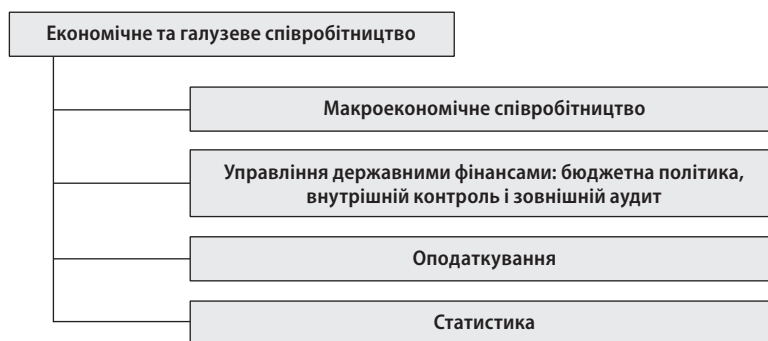 Економічне та галузеве співробітництво
Макроекономічне співробітництво
Управління державними фінансами: бюджетна політика,
внутрішній контроль і зовнішній аудит
Оподаткування
Статистика